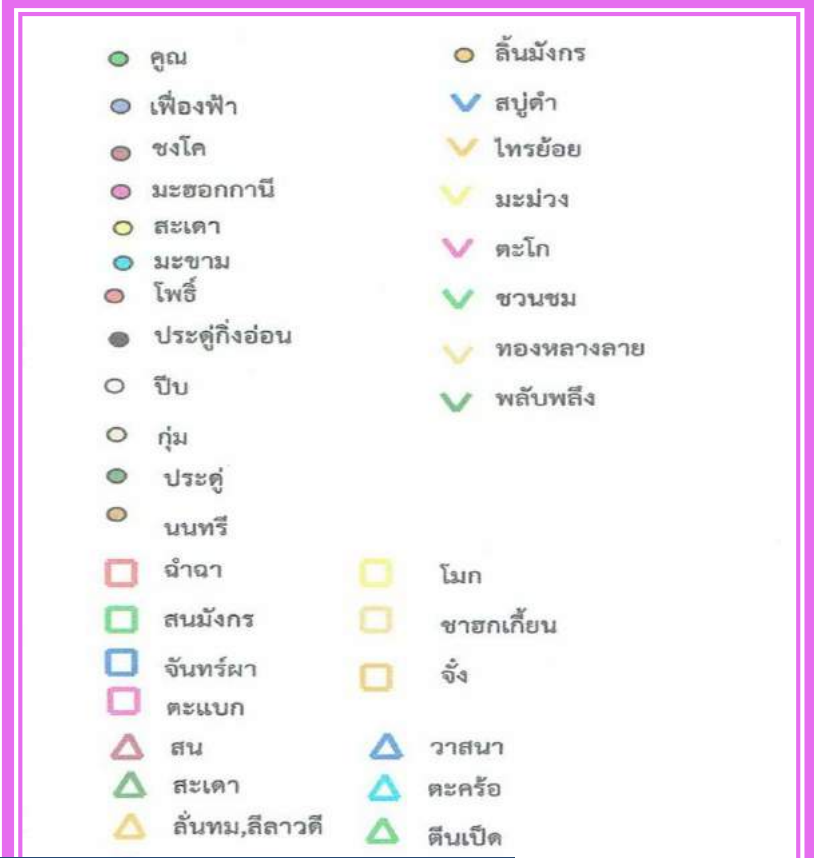 คูณ
เฟื่องฟ้า
ชงโค
มะฮอกกานี
สะเดา
มะขาม
โพธิ์
ประดู่กิ่งอ่อน
ปีบ
กุ่ม
ประดู่
นนทรี
ลิ้นมังกร
สบู่ดำ
ไทรย้อย
มะม่วง
ตะโก
ชวนชม
ทองหลางลาย
พลับพลึง
ฉำฉา
สนมังกร
จันทร์ผา
ตะแบก
โมก
ชาฮกเกี้ยน
จั๋ง
สน
สะเดา
ลั่นทม,ลีลาวดี
วาสนา
ตะคร้อ
ตีนเป็ด